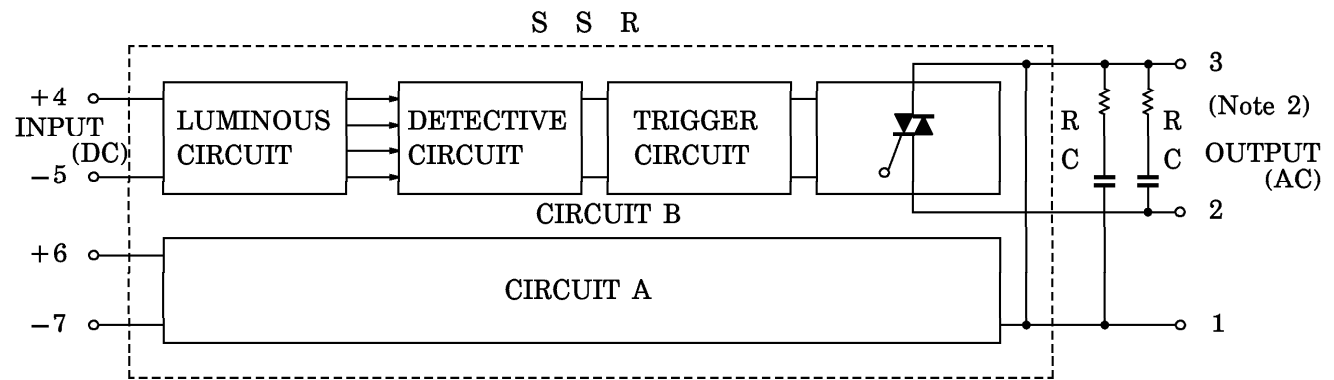 S S R
+4
INPUT
(DC)
−5
LUMINOUS
CIRCUIT
DETECTIVE
CIRCUIT
TRIGGER
CIRCUIT
CIRCUIT B
R
C
R
C
3
(Note 2)
OUTPUT
(AC)
2
+6
−7
CIRCUIT A
1